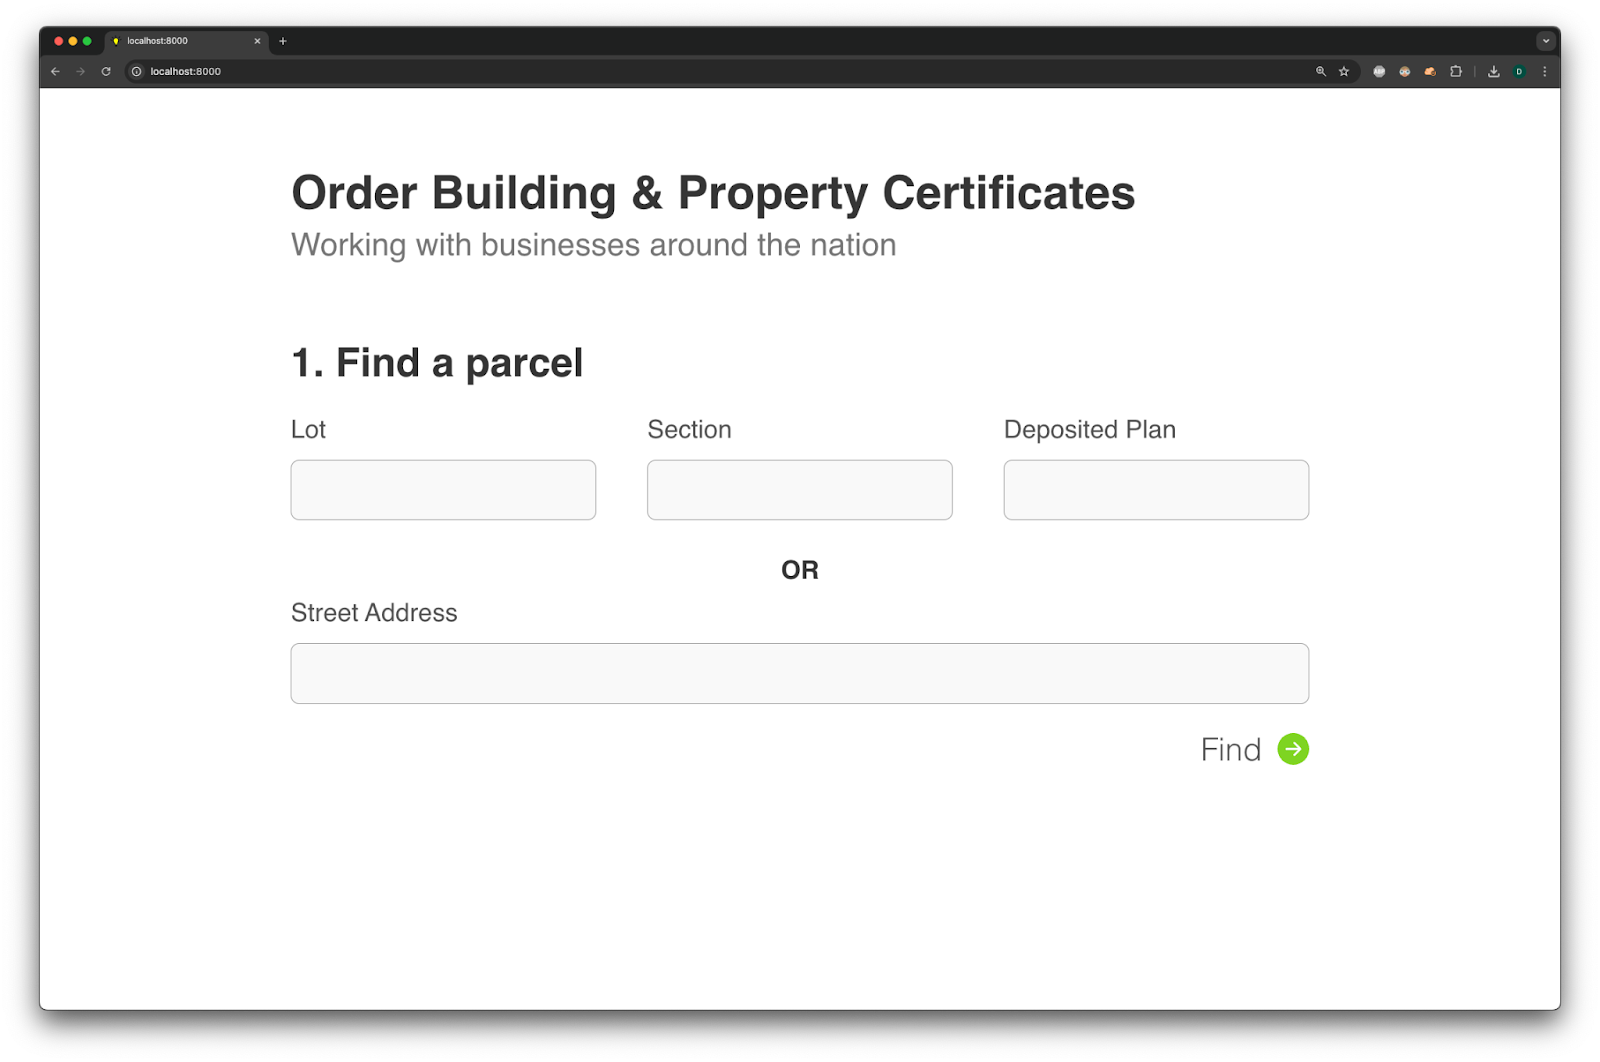 localhost:8000
localhost:8000
D
Order Building & Property Certificates
Working with businesses around the nation
1. Find a parcel
Lot Section Deposited Plan
OR
Street Address
Find